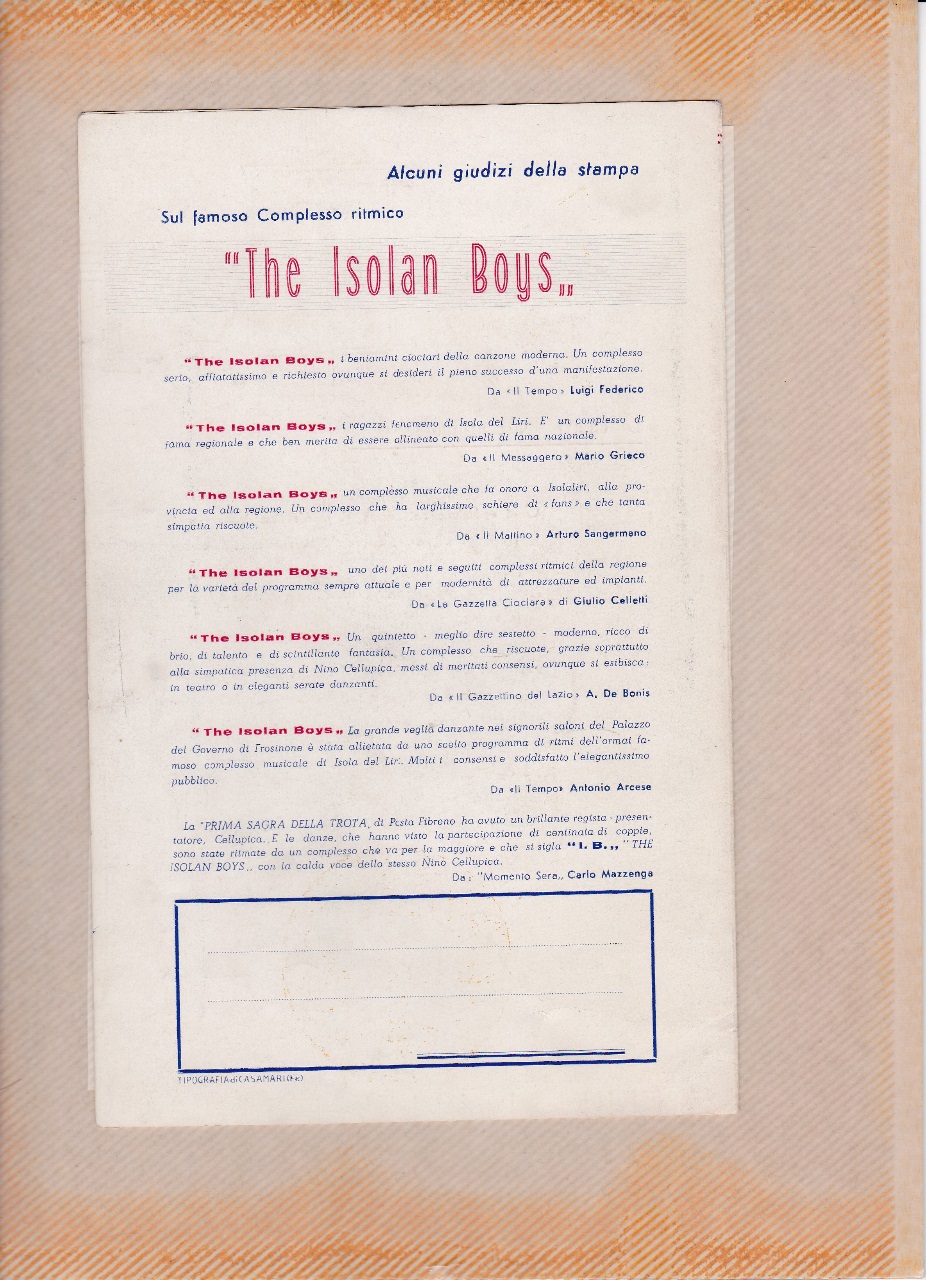 Alcuni giudizi della stampa
Sul famoso Complesso ritmico
““The Isolan Boys„„
“The Isolan Boys„ i beniamini ciociari della canzone moderna. Un complesso
serio, affiatatissimo e richiesto ovunque si desideri il pieno successo d'una manifestazione.
Da «Il Tempo» Luigi Federico
“The Isolan Boys„ i ragazzi fenomeno di Isola del Liri. E' un complesso di
fama regionale e che ben merita di essere allineato con quelli di fama nazionale.
Da «Il Messaggero» Mario Grieco
“The Isolan Boys„ un complesso musicale che fa onore a Isolaliri, alla pro-
vincia ed alla regione. Un complesso che ha larghissime schiere di «fans» e che tanta
simpatia riscuote.
Da «Il Mattino» Arturo Sangermano
“The Isolan Boys„ uno dei più noti e seguiti complessi ritmici della regione
per la varietà del programma sempre attuale e per modernità di attrezzature ed impianti.
Da «La Gazzetta Ciociara» di Giulio Celletti
“The Isolan Boys„ Un quintetto - meglio dire sestetto - moderno, ricco di
brio, di talento e di scintillante fantasia. Un complesso che riscuote, grazie soprattutto
alla simpatica presenza di Nino Cellupica, messi di meritati consensi, ovunque si esibisca:
in teatro o in eleganti serate danzanti.
Da «Il Gazzettino del Lazio» A. De Bonis
“The Isolan Boys„ La grande veglia danzante nei signorili saloni del Palazzo
del Governo di Frosinone è stata allietata da uno scelto programma di ritmi dell'ormai fa-
moso complesso musicale di Isola del Liri. Molti i consensi e soddisfatto l'elegantissimo
pubblico.
Da «Il Tempo» Antonio Arcese
La "PRIMA SAGRA DELLA TROTA„ di Posta Fibreno ha avuto un brillante regista - presen-
tatore, Cellupica. E le danze, che hanno visto la partecipazione di centinaia di coppie,
sono state ritmate da un complesso che va per la maggiore e che si sigla “I. B.„ "THE
ISOLAN BOYS„ con la calda voce dello stesso Nino Cellupica.
Da: "Momento Sera„ Carlo Mazzenga
TIPOGRAFIA di CASAMARI (Fr)